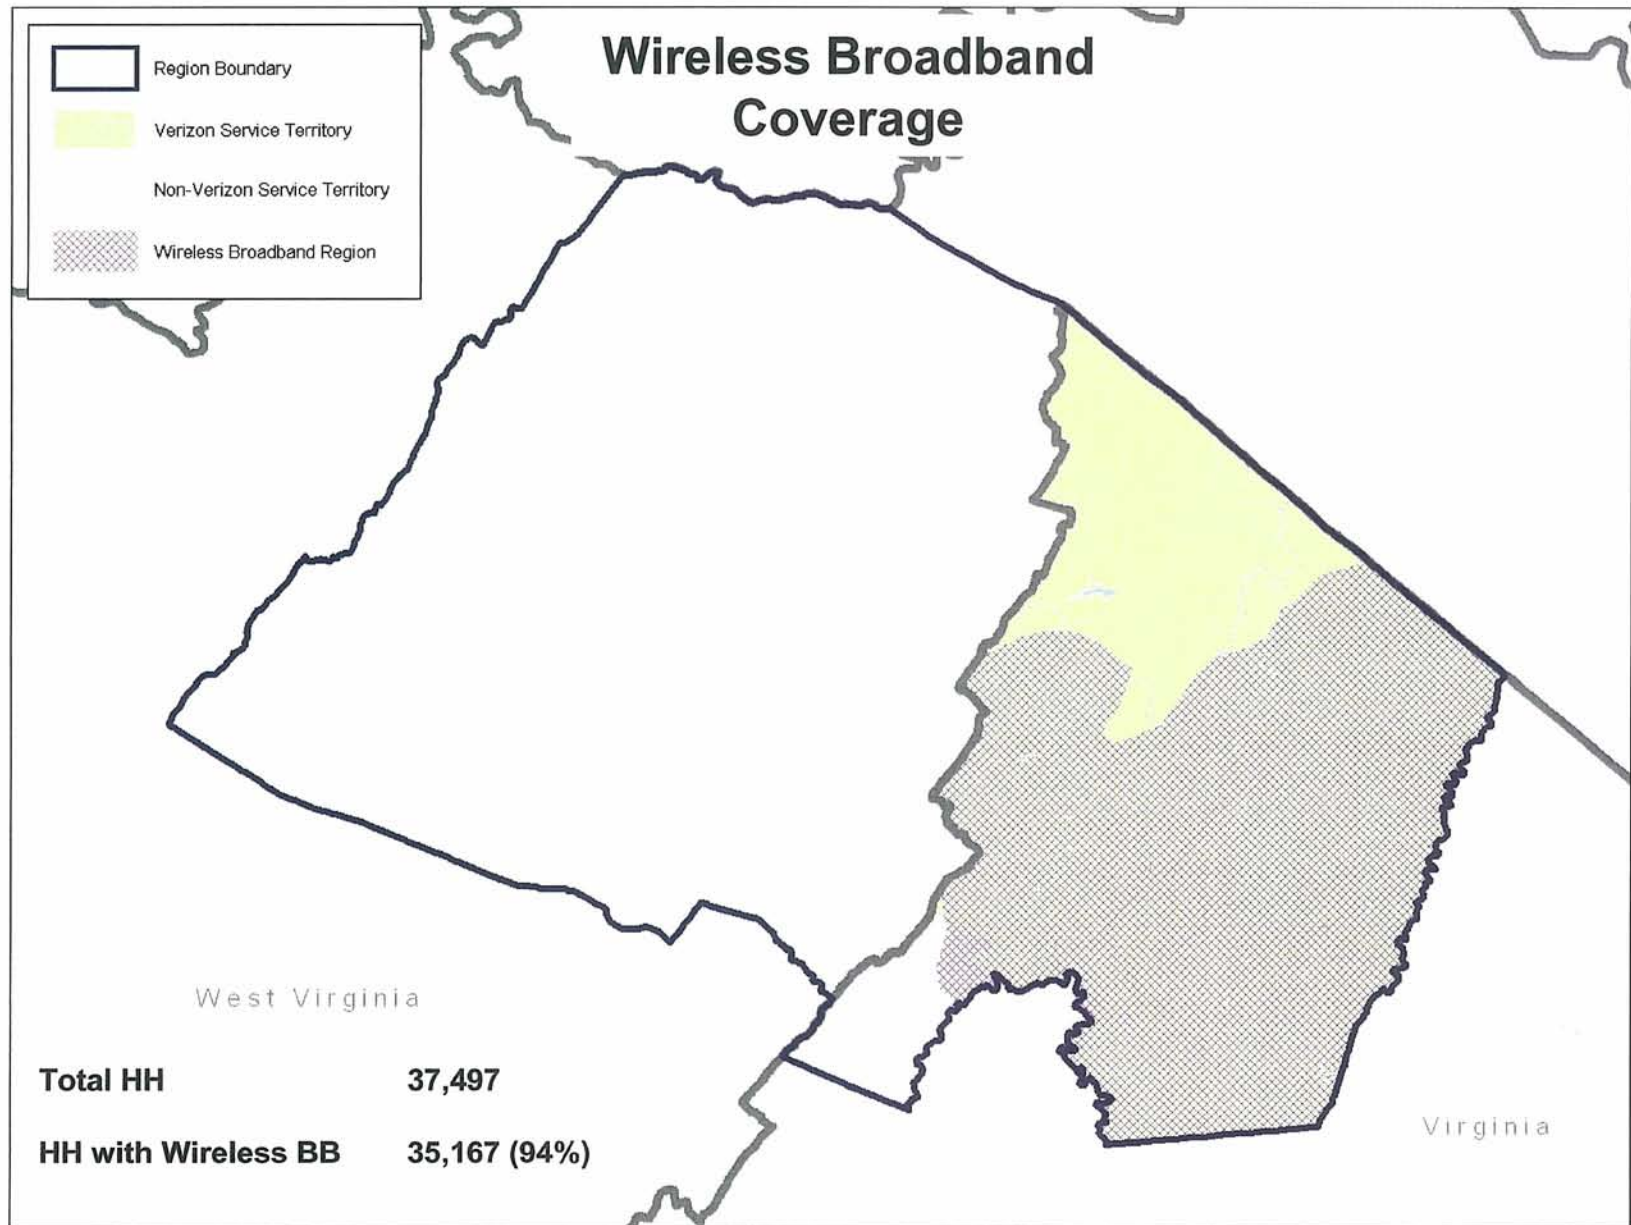 Wireless Broadband
Coverage
Region Boundary
Verizon Service Territory
Non-Verizon Service Territory
Wireless Broadband Region
West Virginia
Virginia
Total HH 37,497
HH with Wireless BB 35,167 (94%)